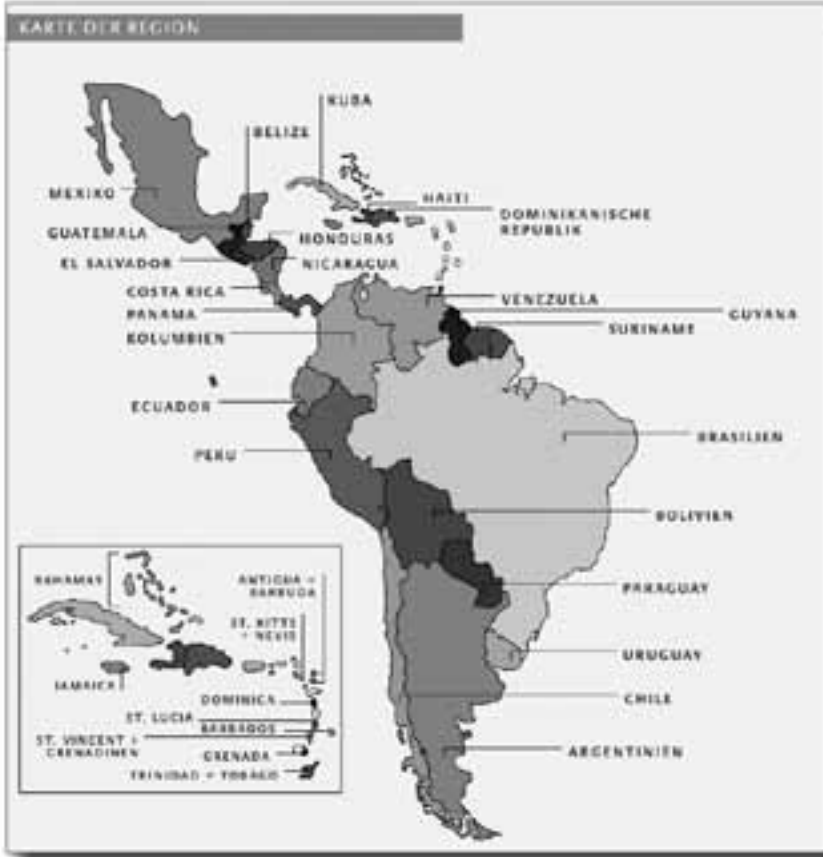 KARTE DER REGION
KUBA
BELIZE
MEXIKO
HAITI
DOMINIKANISCHE
REPUBLIK
GUATEMALA
HONDURAS
EL SALVADOR
NICARAGUA
COSTA RICA
VENEZUELA
PANAMA
GUYANA
SURINAME
KOLUMBIEN
ECUADOR
BRASILIEN
PERU
BOLIVIEN
PARAGUAY
URUGUAY
CHILE
ARGENTINIEN
BAHAMAS
ANTIGUA +
BARBUDA
ST. KITTS
+ NEVIS
JAMAICA
DOMINICA
ST. LUCIA
BARBADOS
ST. VINCENT +
GRENADINEN
GRENADA
TRINIDAD + TOBAGO